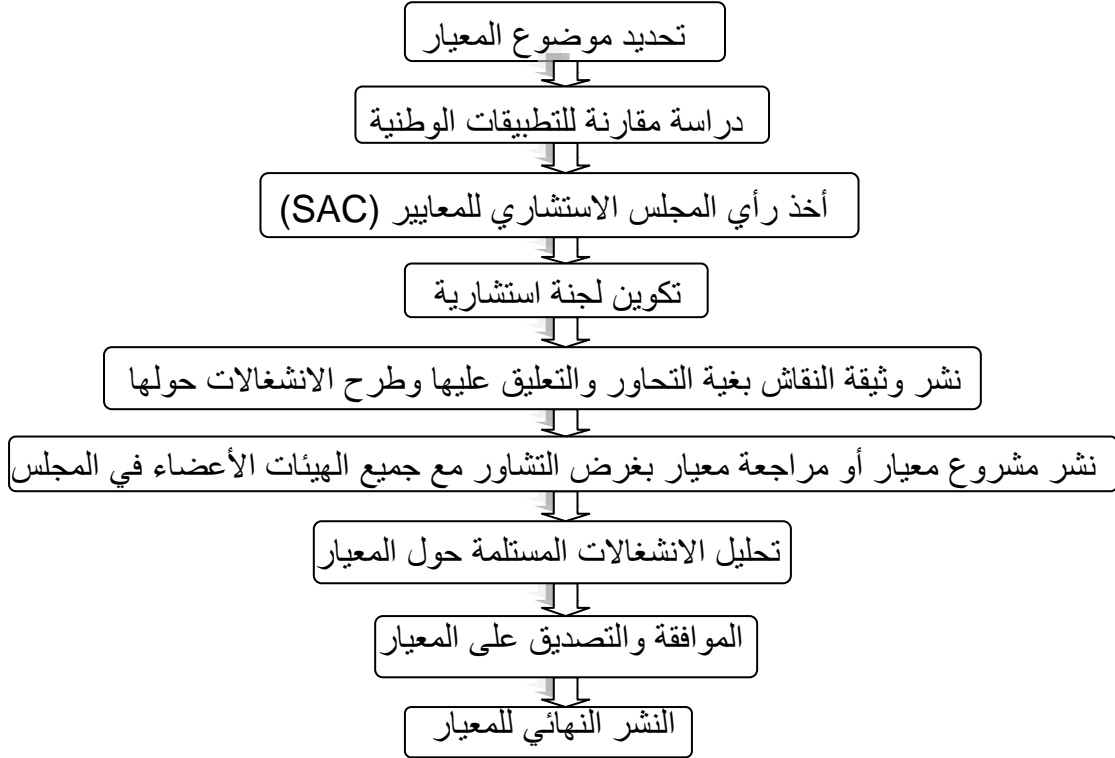 تحديد موضوع المعيار
دراسة مقارنة للتطبيقات الوطنية
أخذ رأي المجلس الاستشاري للمعايير (SAC)
تكوين لجنة استشارية
نشر وثيقة النقاش بغية التحاور والتعليق عليها وطرح الانشغالات حولها
نشر مشروع معيار أو مراجعة معيار بغرض التشاور مع جميع الهيئات الأعضاء في المجلس
تحليل الانشغالات المستلمة حول المعيار
الموافقة والتصديق على المعيار
النشر النهائي للمعيار